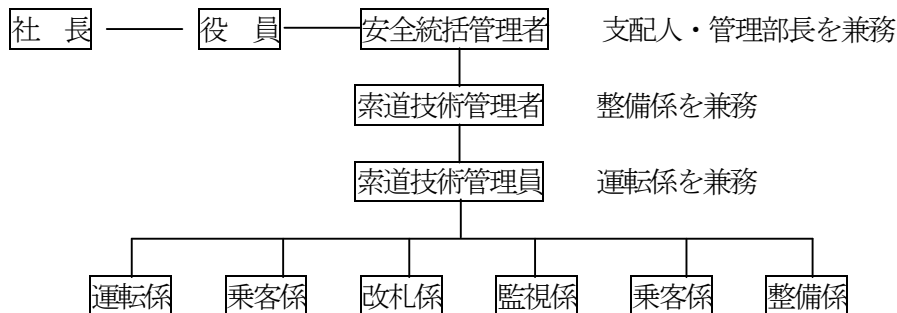 社　長　役　員　安全統括管理者　支配人・管理部長を兼務
索道技術管理者　整備係を兼務
索道技術管理員　運転係を兼務
運転係　乗客係　改札係　監視係　乗客係　整備係